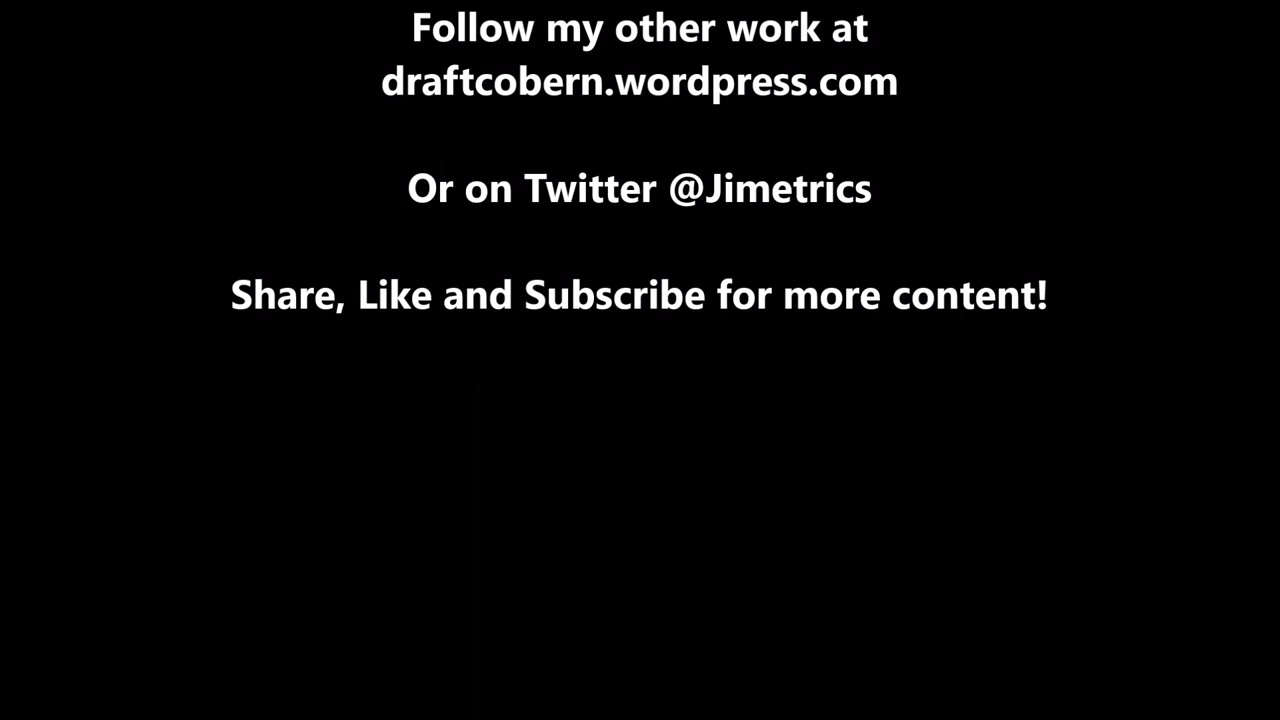 Follow my other work at
draftcobern.wordpress.com
Or on Twitter @Jimetrics
Share, Like and Subscribe for more content!